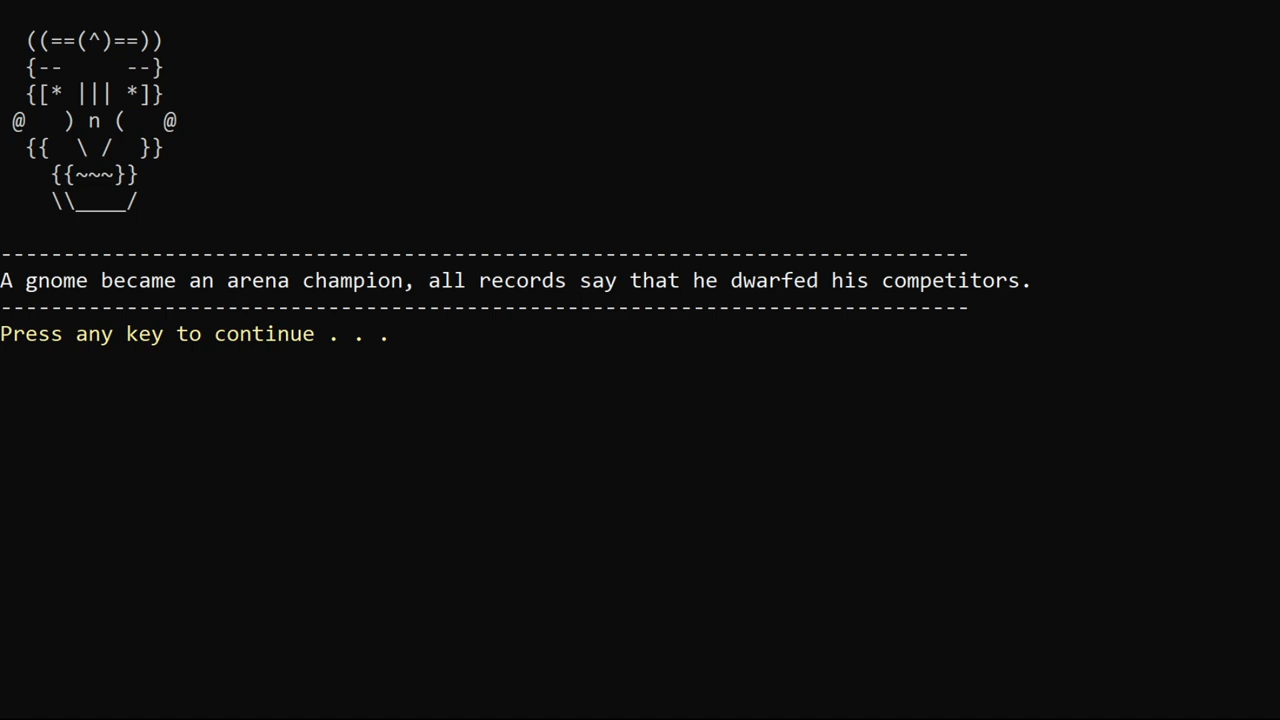 ((==(^)==))
{--     --}
{[* ||| *]}
@   ) n (   @
{{  \ /  }}
{{~~~}}
\\____/
-----------------------------------------------------------------------------
A gnome became an arena champion, all records say that he dwarfed his competitors.
-----------------------------------------------------------------------------
Press any key to continue . . .